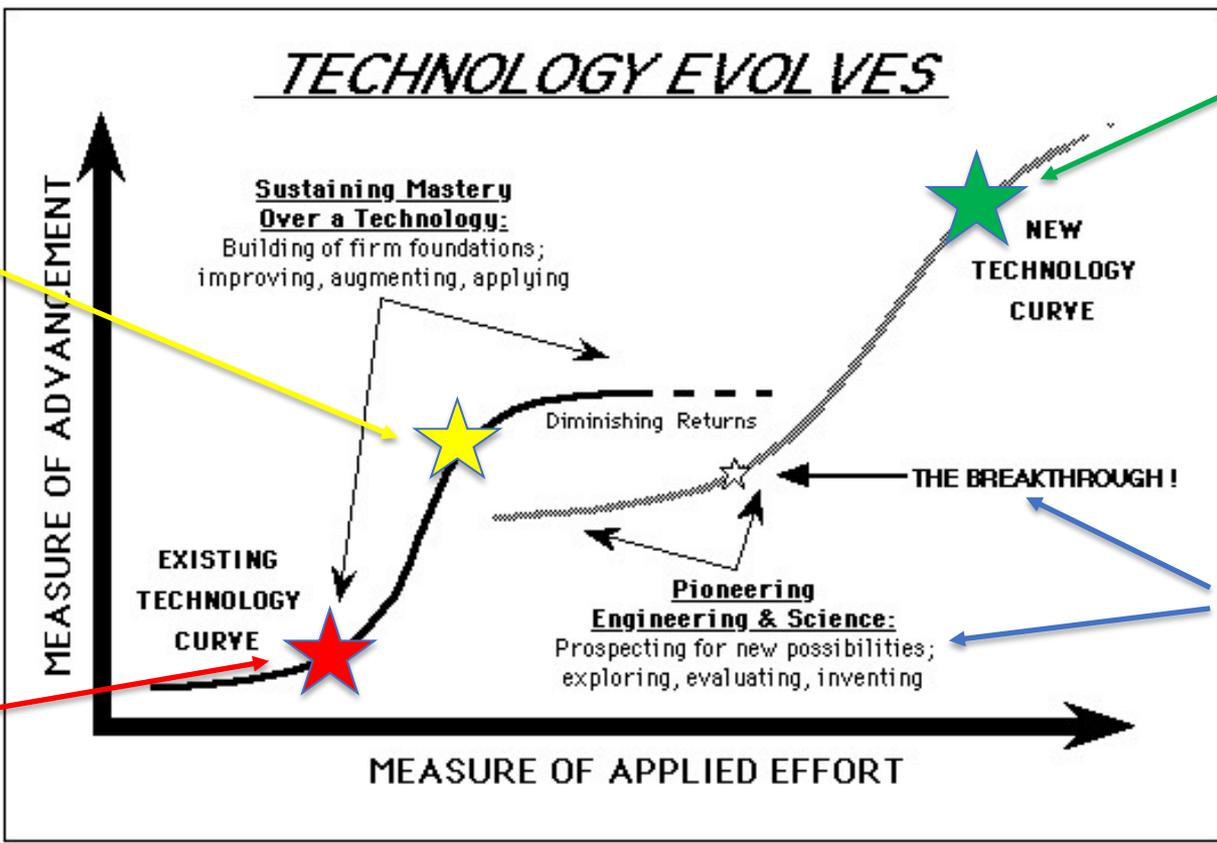 TECHNOLOGY EVOLVES
MEASURE OF ADVANCEMENT
Sustaining Mastery
Over a Technology:
Building of firm foundations;
improving, augmenting, applying
NEW
TECHNOLOGY
CURVE
Diminishing Returns
THE BREAKTHROUGH !
EXISTING
TECHNOLOGY
CURVE
Pioneering
Engineering & Science:
Prospecting for new possibilities;
exploring, evaluating, inventing
MEASURE OF APPLIED EFFORT